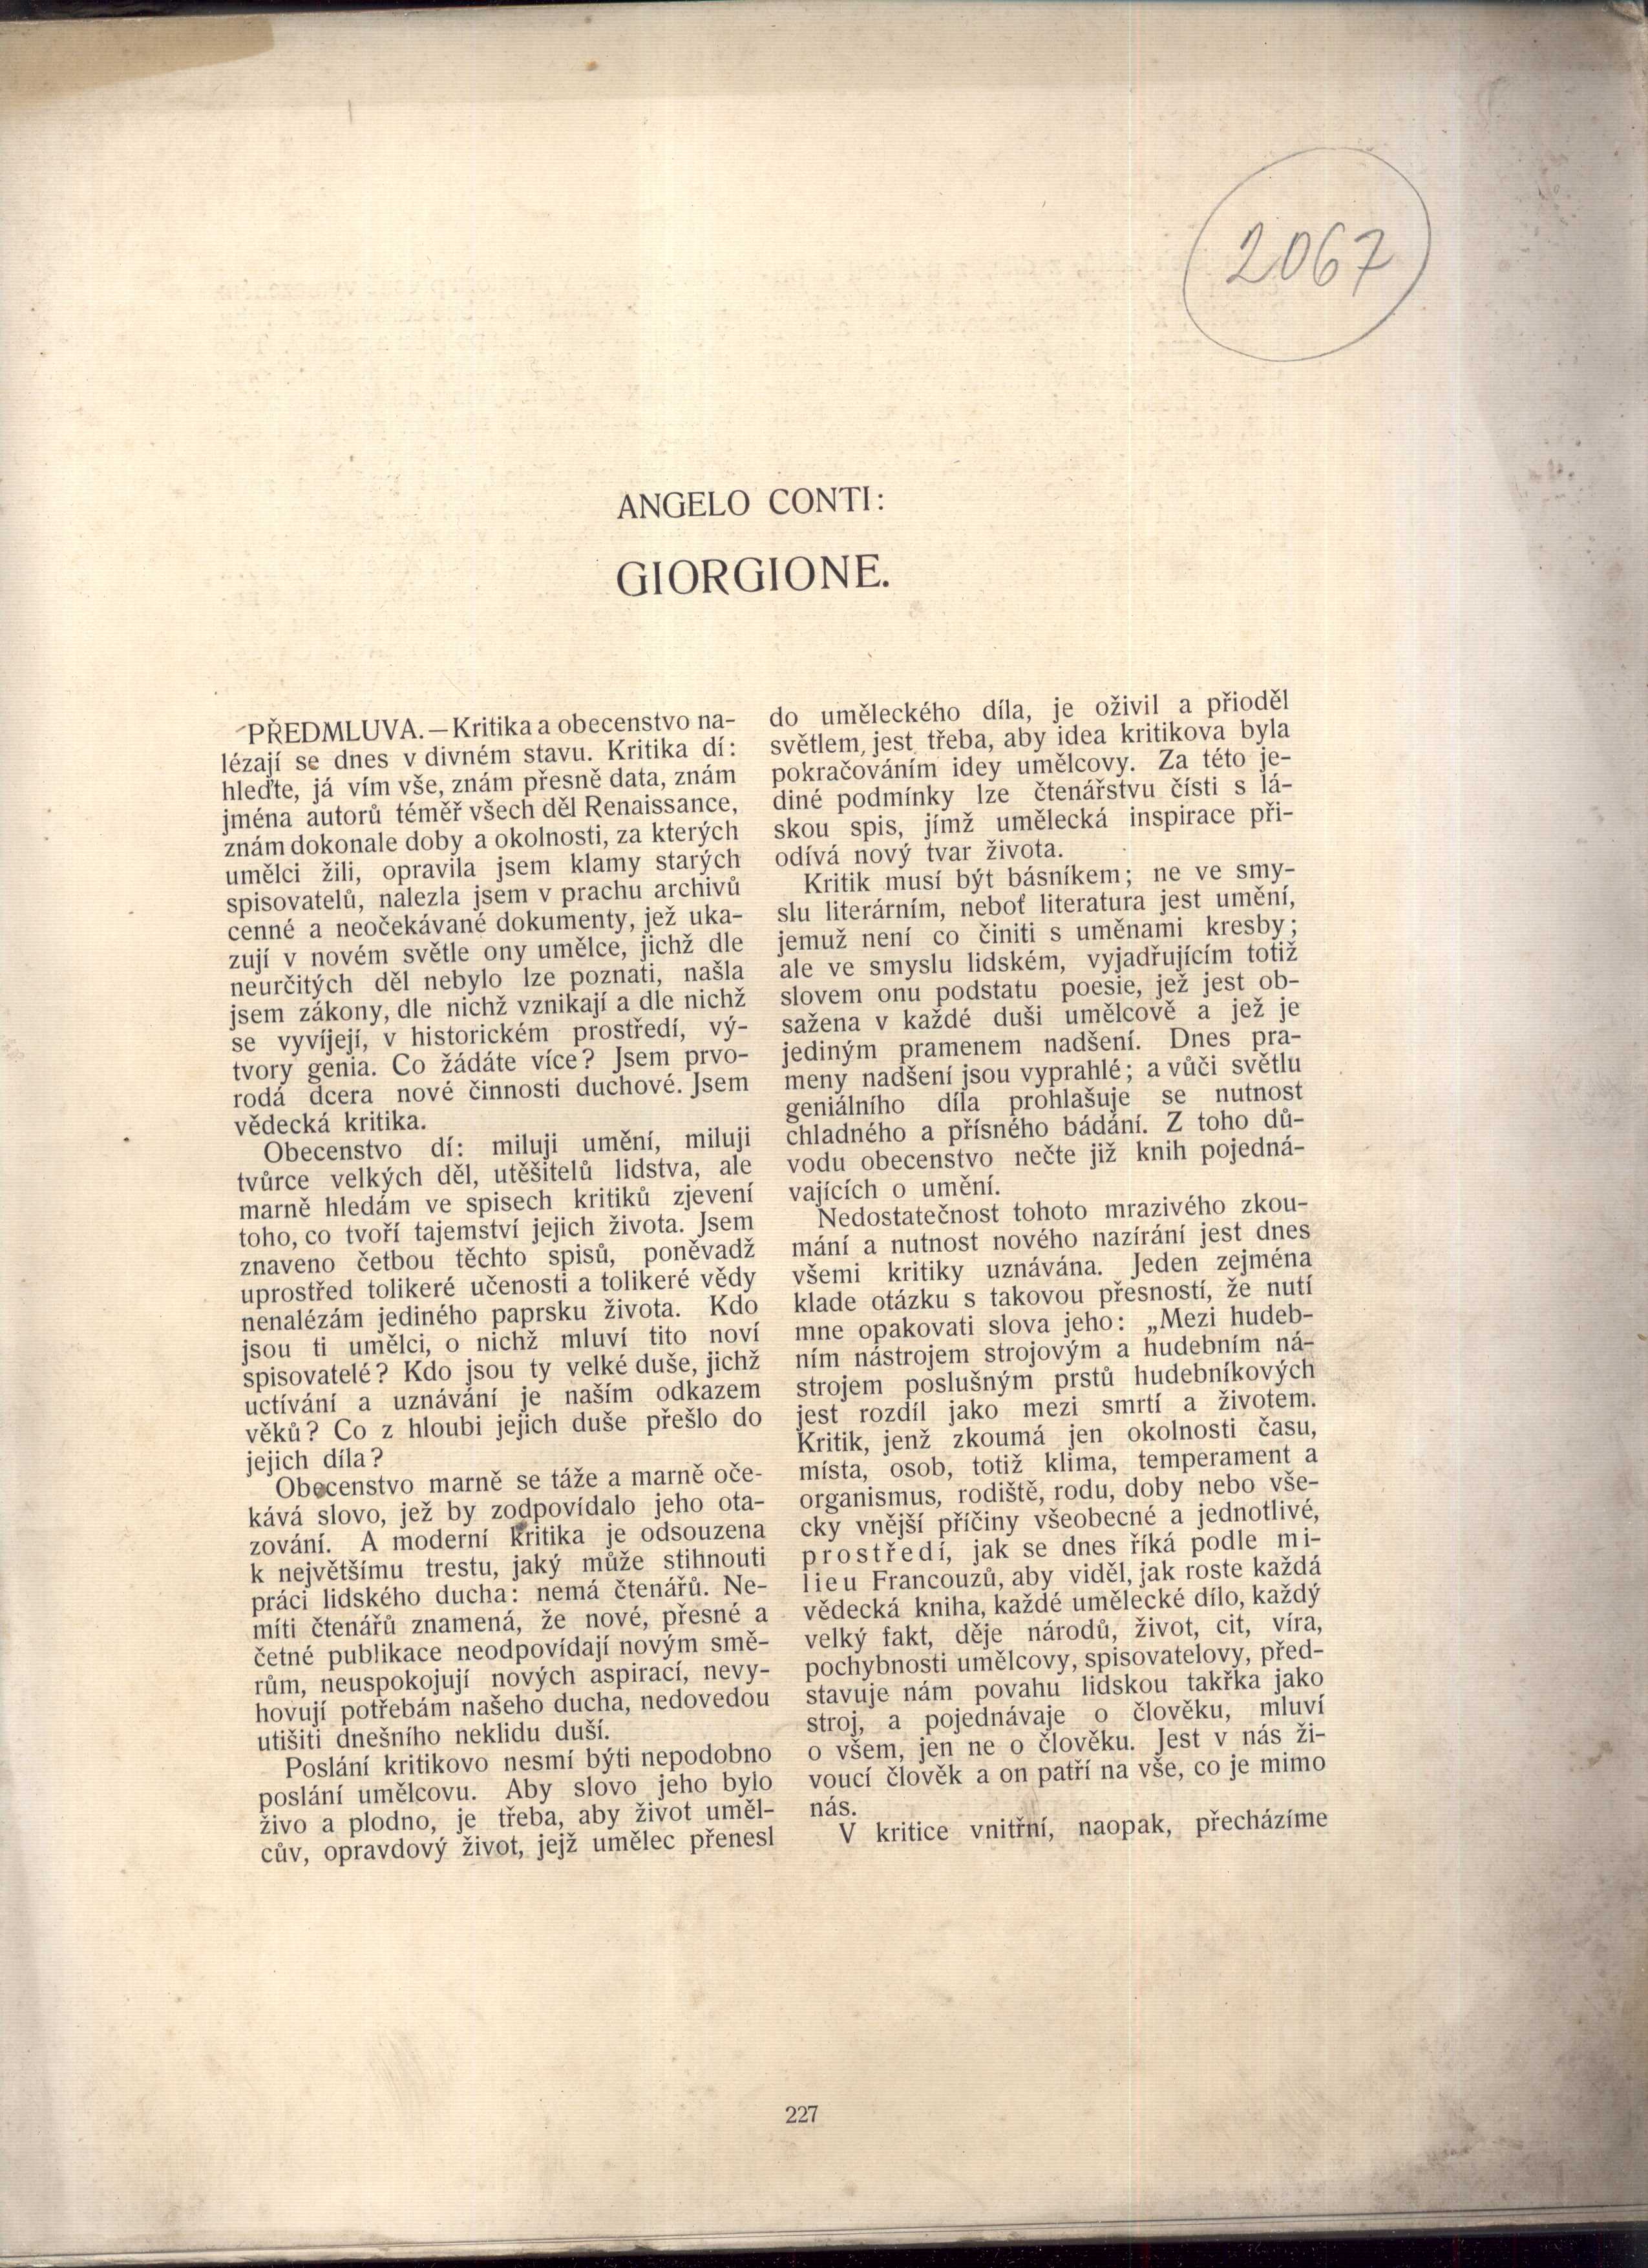 2067
ANGELO CONTI:
GIORGIONE.
PŘEDMLUVA. — Kritika a obecenstvo na-
lézají se dnes v divném stavu. Kritika dí:
hleďte, já vím vše, znám přesně data, znám
jména autorů téměř všech děl Renaissance,
znám dokonale doby a okolnosti, za kterých
umělci žili, opravila jsem klamy starých
spisovatelů, nalezla jsem v prachu archivů
cenné a neočekávané dokumenty, jež uka-
zují v novém světle ony umělce, jichž dle
neurčitých děl nebylo lze poznati, našla
jsem zákony, dle nichž vznikají a dle nichž
se vyvíjejí, v historickém prostředí, vý-
tvory genia. Co žádáte více? Jsem prvo-
rodá dcera nové činnosti duchové. Jsem
vědecká kritika.
Obecenstvo dí: miluji umění, miluji
tvůrce velkých děl, utěšitelů lidstva, ale
marně hledám ve spisech kritiků zjevení
toho, co tvoří tajemství jejich života. Jsem
znaveno četbou těchto spisů, poněvadž
uprostřed tolikeré učenosti a tolikeré vědy
nenalézám jediného paprsku života. Kdo
jsou ti umělci, o nichž mluví tito noví
spisovatelé? Kdo jsou ty velké duše, jichž
uctívání a uznávání je naším odkazem
věků? Co z hloubi jejich duše přešlo do
jejich díla?
Obecenstvo marně se táže a marně oče-
kává slovo, jež by zodpovídalo jeho ota-
zování. A moderní kritika je odsouzena
k největšímu trestu, jaký může stihnouti
práci lidského ducha: nemá čtenářů. Ne-
míti čtenářů znamená, že nové, přesné a
četné publikace neodpovídají novým smě-
rům, neuspokojují nových aspirací, nevy-
hovují potřebám našeho ducha, nedovedou
utišiti dnešního neklidu duší.
Poslání kritikovo nesmí býti nepodobno
poslání umělcovu. Aby slovo jeho bylo
živo a plodno, je třeba, aby život uměl-
cův, opravdový život, jejž umělec přenesl
do uměleckého díla, je oživil a přioděl
světlem, jest třeba, aby idea kritikova byla
pokračováním idey umělcovy. Za této je-
diné podmínky lze čtenářstvu čísti s lá-
skou spis, jímž umělecká inspirace při-
odívá nový tvar života.
Kritik musí být básníkem; ne ve smy-
slu literárním, neboť literatura jest umění,
jemuž není co činiti s uměnami kresby;
ale ve smyslu lidském, vyjadřujícím totiž
slovem onu podstatu poesie, jež jest ob-
sažena v každé duši umělcově a jež je
jediným pramenem nadšení. Dnes pra-
meny nadšení jsou vyprahlé; a vůči světlu
geniálního díla prohlašuje se nutnost
chladného a přísného bádání. Z toho dů-
vodu obecenstvo nečte již knih pojedná-
vajících o umění.
Nedostatečnost tohoto mrazivého zkou-
mání a nutnost nového nazírání jest dnes
všemi kritiky uznávána. Jeden zejména
klade otázku s takovou přesností, že nutí
mne opakovati slova jeho: „Mezi hudeb-
ním nástrojem strojovým a hudebním ná-
strojem poslušným prstů hudebníkových
jest rozdíl jako mezi smrtí a životem.
Kritik, jenž zkoumá jen okolnosti času,
místa, osob, totiž klima, temperament a
organismus, rodiště, rodu, doby nebo vše-
cky vnější příčiny všeobecné a jednotlivé,
prostředí, jak se dnes říká podle mi-
lieu Francouzů, aby viděl, jak roste každá
vědecká kniha, každé umělecké dílo, každý
velký fakt, děje národů, život, cit, víra,
pochybnosti umělcovy, spisovatelovy, před-
stavuje nám povahu lidskou takřka jako
stroj, a pojednávaje o člověku, mluví
o všem, jen ne o člověku. Jest v nás ži-
voucí člověk a on patří na vše, co je mimo
nás.
V kritice vnitřní, naopak, přecházíme
227